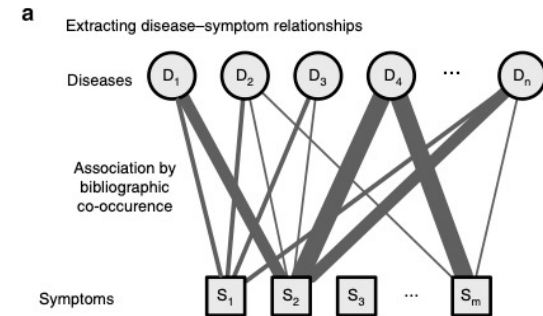 a
Extracting disease–symptom relationships
Diseases D1 D2 D3 D4 ... Dn
Association by
bibliographic
co-occurence
Symptoms S1 S2 S3 ... Sm